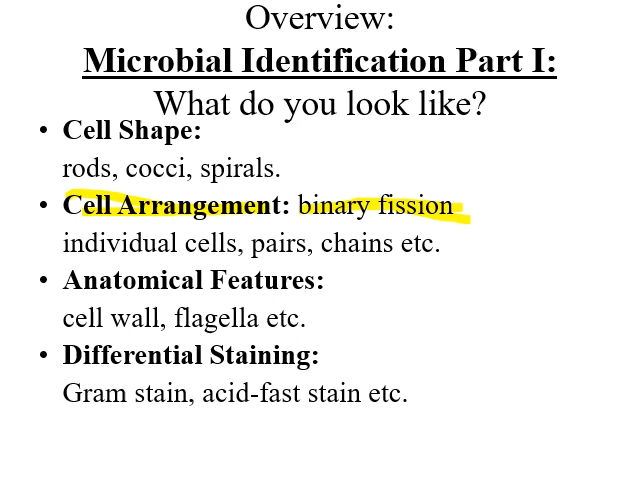 Overview:
Microbial Identification Part I:
What do you look like?
• Cell Shape:
rods, cocci, spirals.
• Cell Arrangement: binary fission
individual cells, pairs, chains etc.
• Anatomical Features:
cell wall, flagella etc.
• Differential Staining:
Gram stain, acid-fast stain etc.